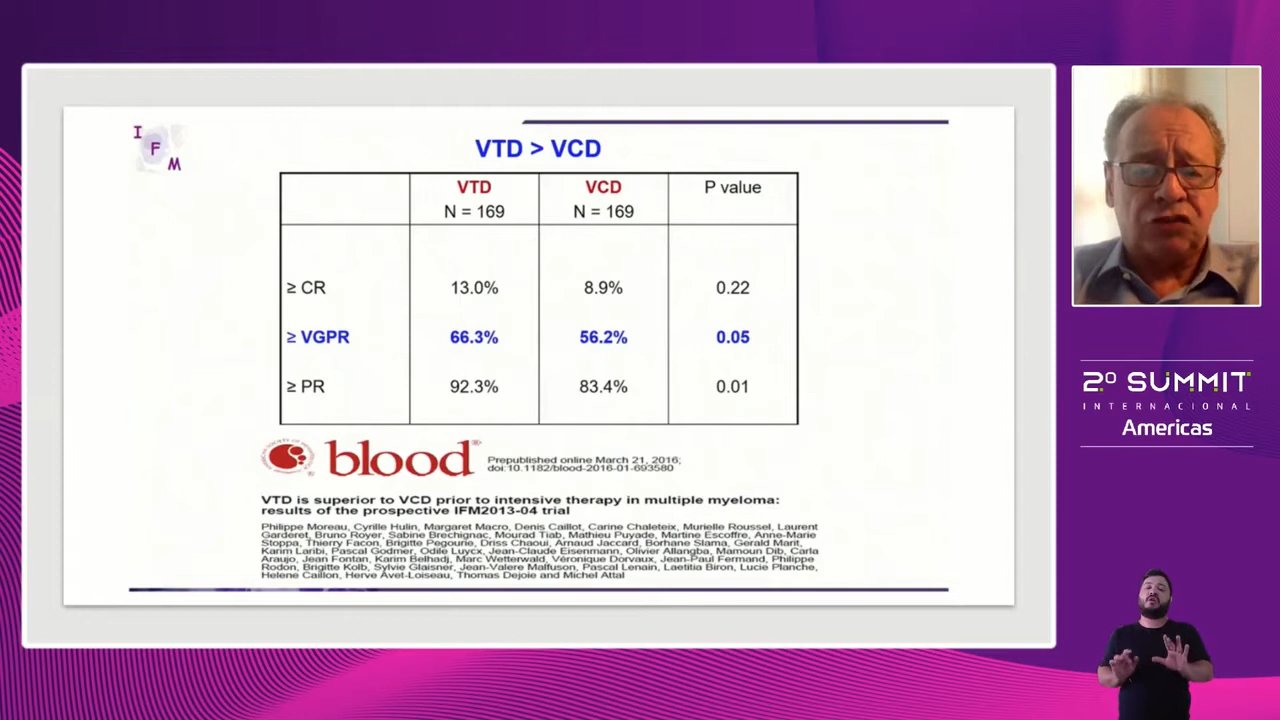 I
F
M
VTD > VCD
VTD VCD P value
N = 169 N = 169
≥ CR 13.0% 8.9% 0.22
≥ VGPR 66.3% 56.2% 0.05
≥ PR 92.3% 83.4% 0.01
blood®
Prepublished online March 21, 2016;
doi:10.1182/blood-2016-01-693580
VTD is superior to VCD prior to intensive therapy in multiple myeloma:
results of the prospective IFM2013-04 trial
Philippe Moreau, Cyrille Hulin, Margaret Macro, Denis Caillot, Carine Chaleteix, Murielle Roussel, Laurent
Garderet, Bruno Royer, Sabine Brechignac, Mourad Tiab, Mathieu Puyade, Martine Escoffre, Anne-Marie
Stoppa, Thierry Facon, Brigitte Pegourie, Driss Chaoui, Arnaud Jaccard, Borhane Slama, Gerald Marit,
Karim Laribi, Pascal Godmer, Odile Luycx, Jean-Claude Eisenmann, Olivier Allangba, Mamoun Dib, Carla
Araujo, Jean Fontan, Karim Belhadj, Marc Wetterwald, Véronique Dorvaux, Jean-Paul Fermand, Philippe
Rodon, Brigitte Kolb, Sylvie Glaisner, Jean-Valere Malfuson, Pascal Lenain, Laetitia Biron, Lucie Planche,
Helene Caillon, Herve Avet-Loiseau, Thomas Dejoie and Michel Attal
2º SUMMIT
INTERNACIONAL
Americas